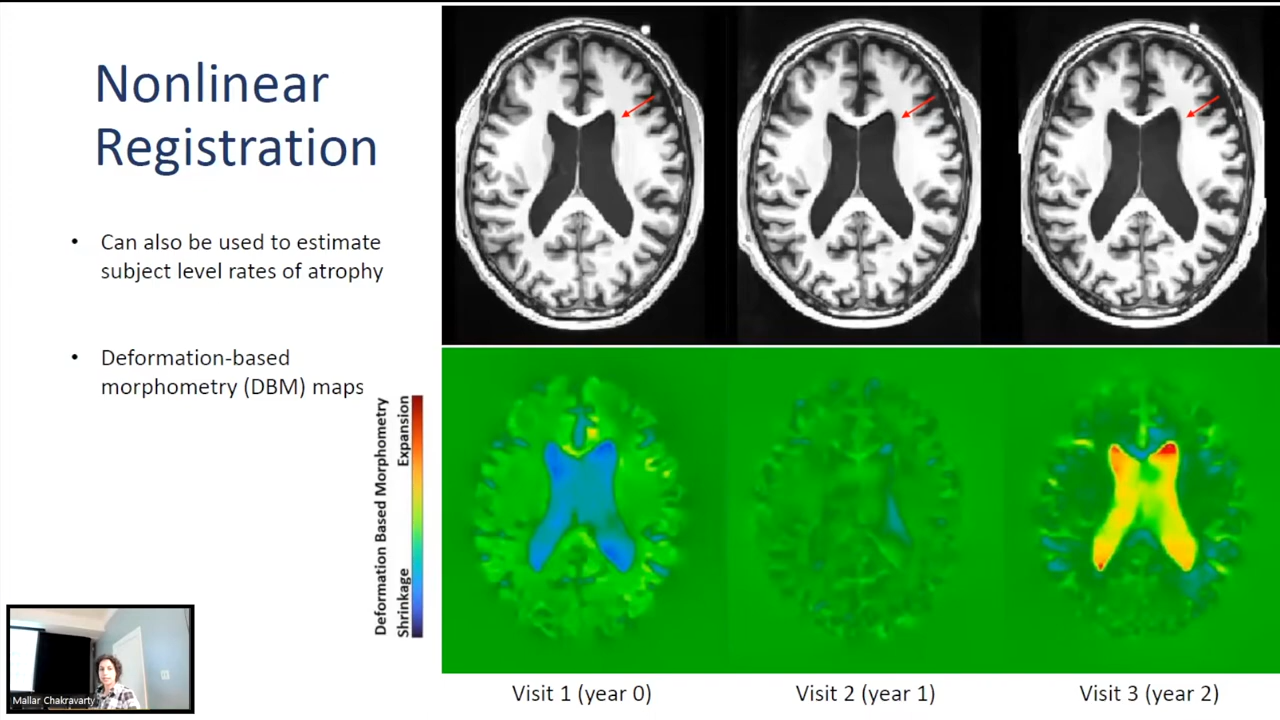 Nonlinear
Registration
• Can also be used to estimate
subject level rates of atrophy
• Deformation-based
morphometry (DBM) maps
Deformation Based Morphometry
Shrinkage
Expansion
Visit 1 (year 0)
Visit 2 (year 1)
Visit 3 (year 2)
Mallar Chakravarty